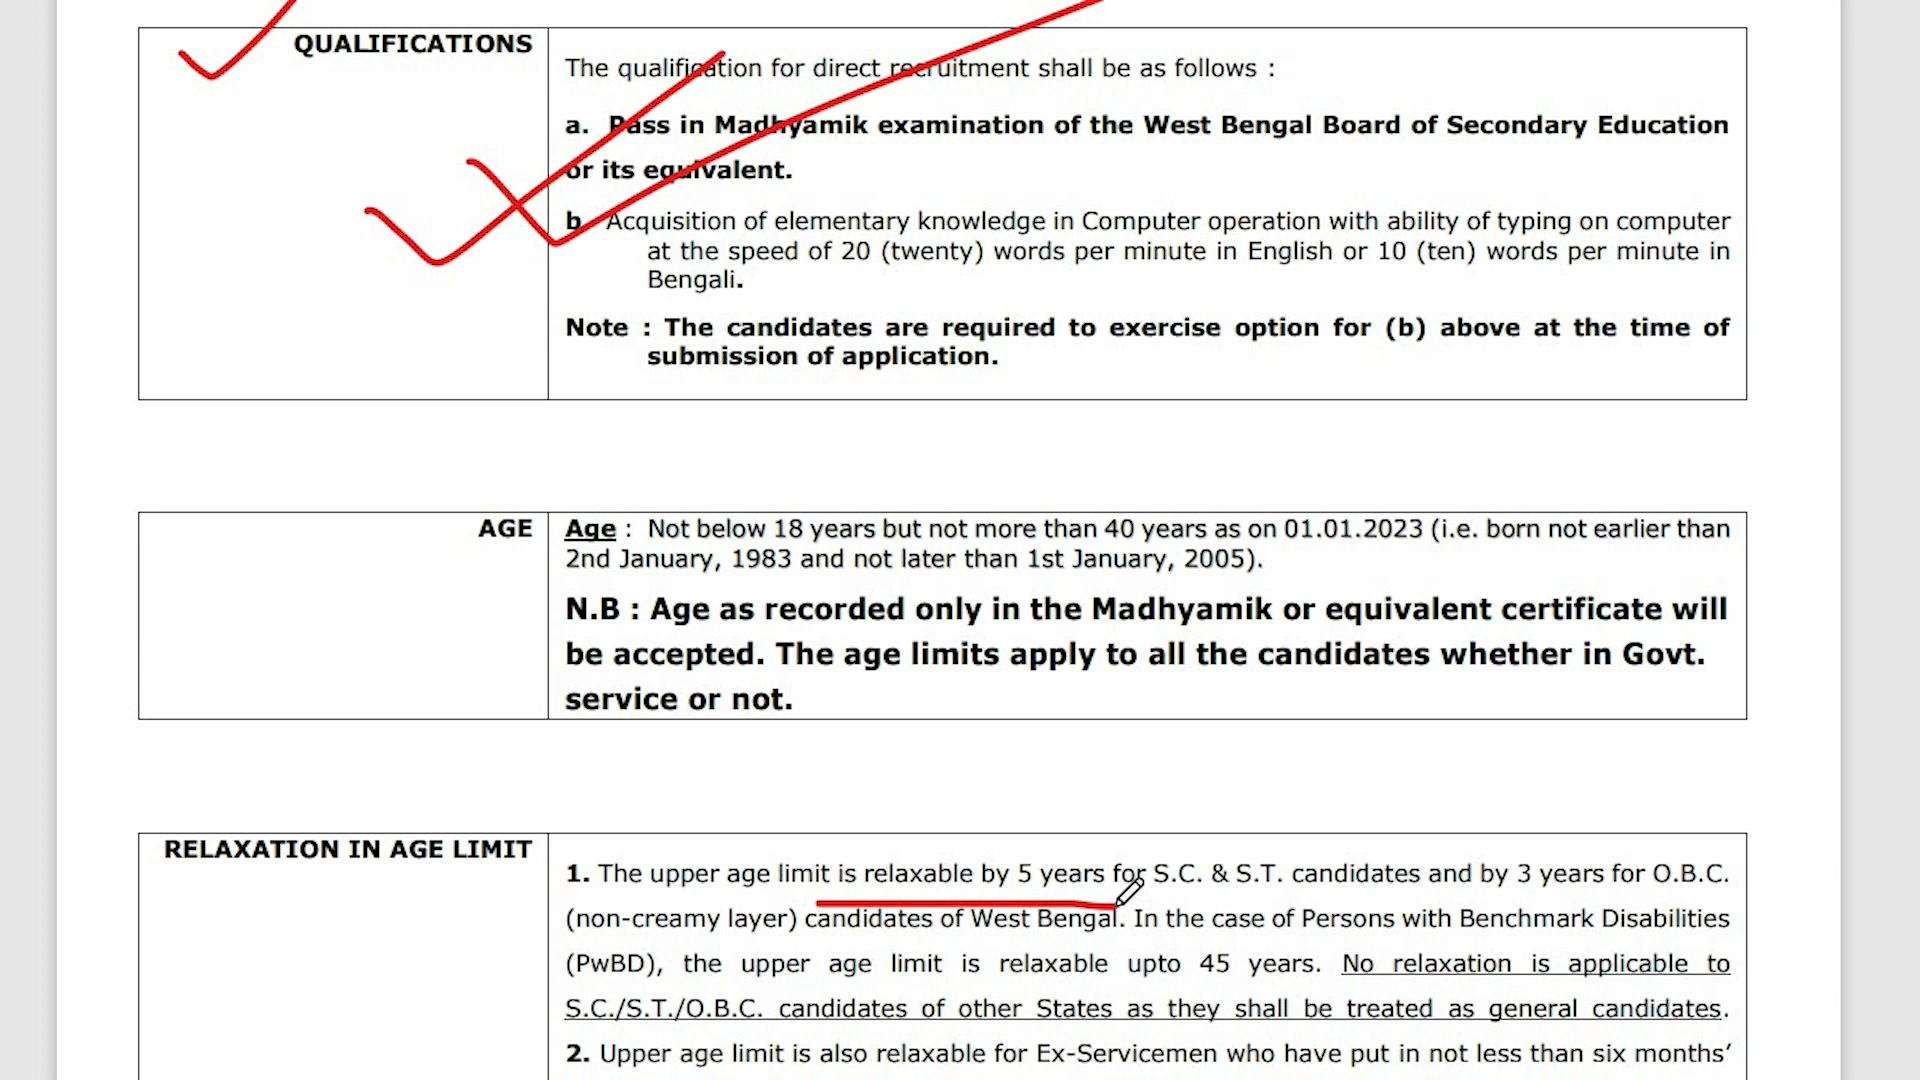 QUALIFICATIONS
The qualification for direct recruitment shall be as follows :
a. Pass in Madhyamik examination of the West Bengal Board of Secondary Education
or its equivalent.
b. Acquisition of elementary knowledge in Computer operation with ability of typing on computer
at the speed of 20 (twenty) words per minute in English or 10 (ten) words per minute in
Bengali.
Note : The candidates are required to exercise option for (b) above at the time of
submission of application.
AGE
Age : Not below 18 years but not more than 40 years as on 01.01.2023 (i.e. born not earlier than
2nd January, 1983 and not later than 1st January, 2005).
N.B : Age as recorded only in the Madhyamik or equivalent certificate will
be accepted. The age limits apply to all the candidates whether in Govt.
service or not.
RELAXATION IN AGE LIMIT
1. The upper age limit is relaxable by 5 years for S.C. & S.T. candidates and by 3 years for O.B.C.
(non-creamy layer) candidates of West Bengal. In the case of Persons with Benchmark Disabilities
(PwBD), the upper age limit is relaxable upto 45 years. No relaxation is applicable to
S.C./S.T./O.B.C. candidates of other States as they shall be treated as general candidates.
2. Upper age limit is also relaxable for Ex-Servicemen who have put in not less than six months’